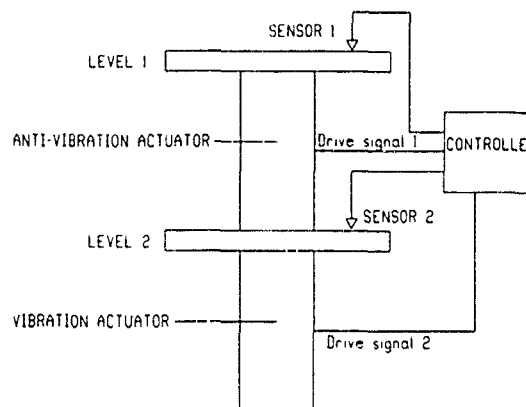 SENSOR 1
LEVEL 1
ANTI-VIBRATION ACTUATOR
Drive signal 1
CONTROLLE
SENSOR 2
LEVEL 2
VIBRATION ACTUATOR
Drive signal 2